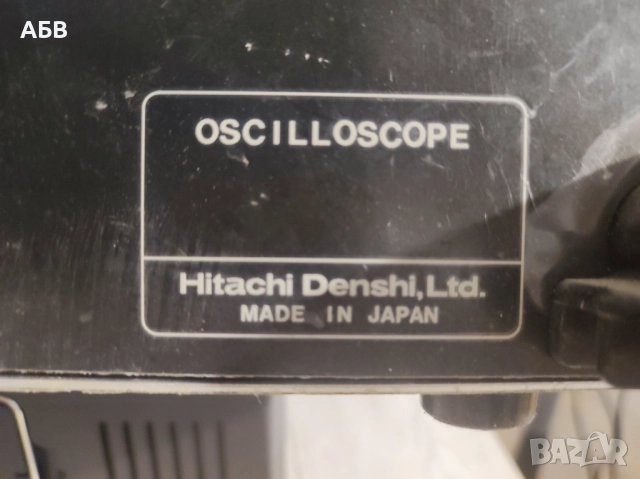 АБВ
OSCILLOSCOPE
Hitachi Denshi, Ltd.
MADE IN JAPAN
BAZAR